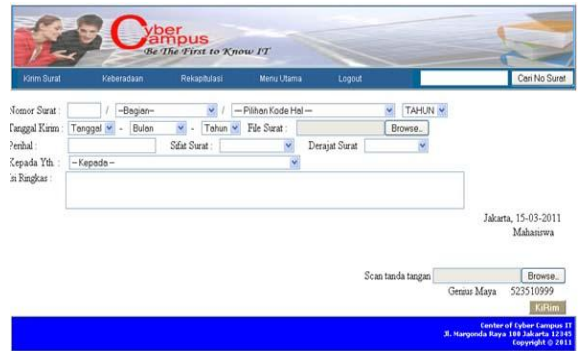 Cyber
Campus
Be The First to Know IT
Kirim Surat Keberadaan Rekapitulasi Menu Utama Logout Cari No Surat
Nomor Surat : / --Bagian-- / -- Pilihan Kode Hal -- TAHUN
Tanggal Kirim : Tanggal - Bulan - Tahun File Surat : Browse..
Perihal : Sifat Surat : Derajat Surat
Kepada Yth. : -- Kepada --
Isi Ringkas :
Jakarta, 15-03-2011
Mahasiswa
Scan tanda tangan Browse..
Genius Maya 523510999
KiRim
Center of Cyber Campus IT
Jl. Margonda Raya 100 Jakarta 12345
Copyright © 2011